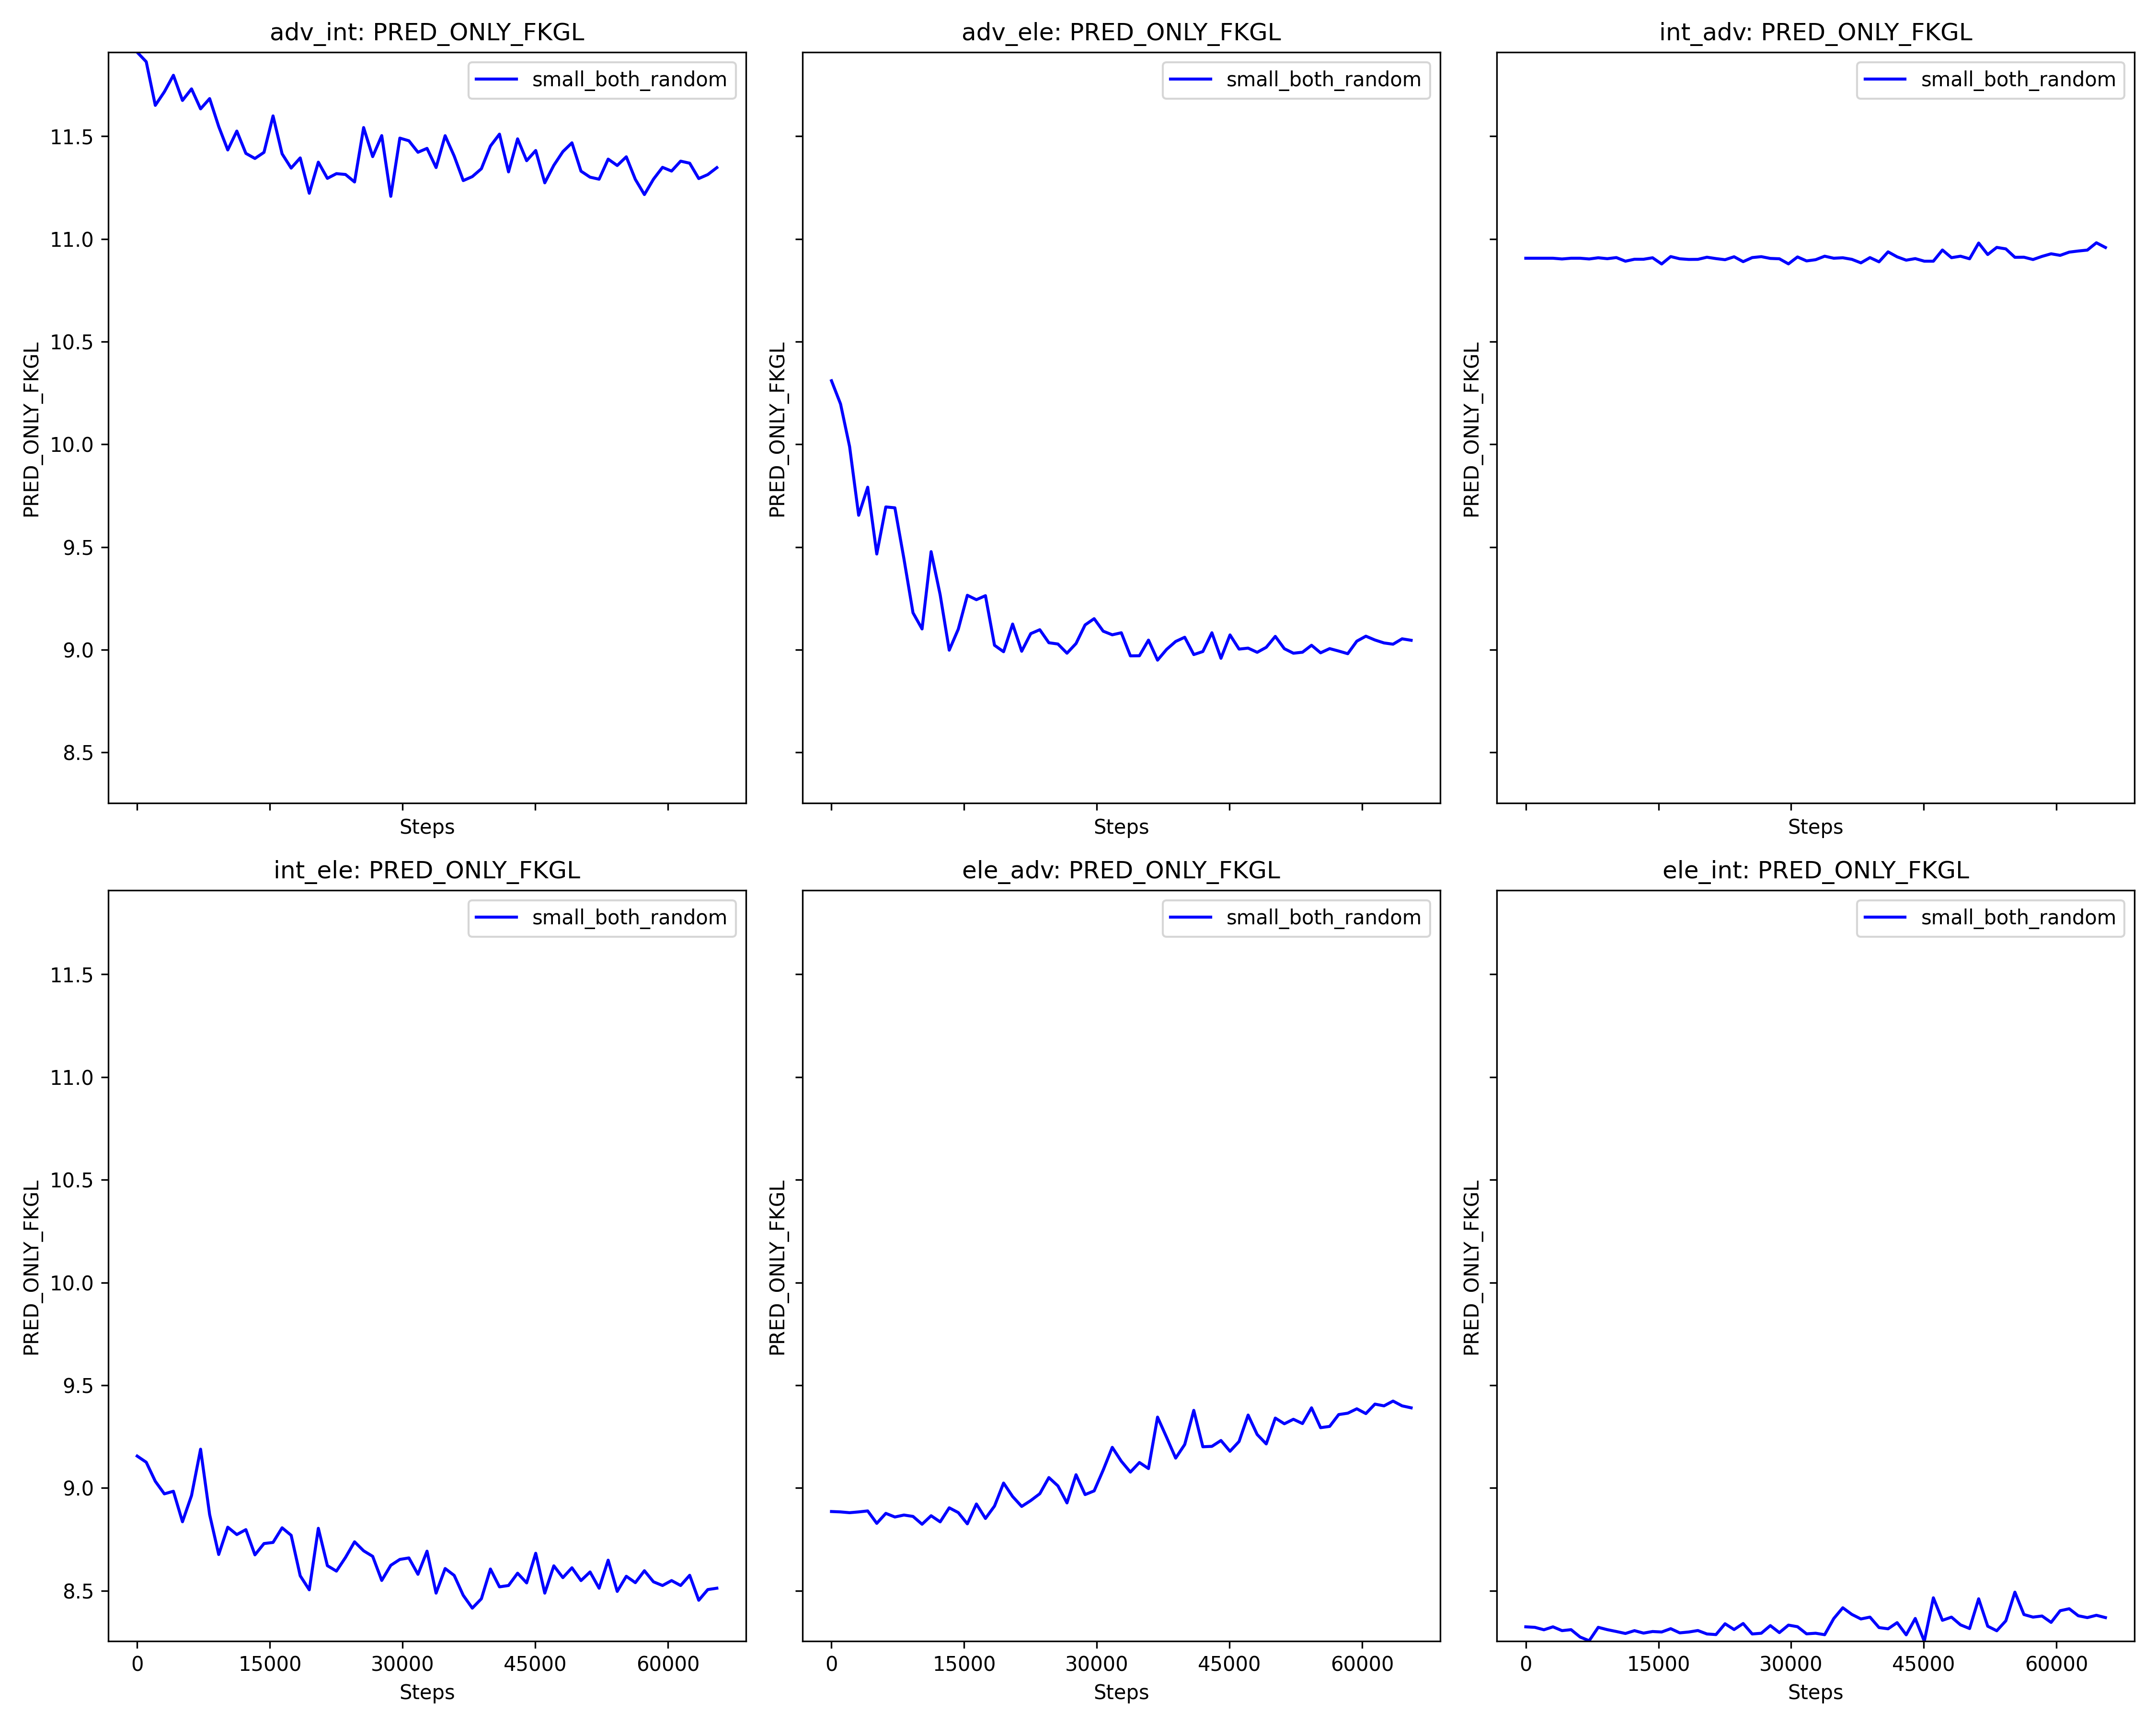 adv_int: PRED_ONLY_FKGL
adv_ele: PRED_ONLY_FKGL
int_adv: PRED_ONLY_FKGL
small_both_random
small_both_random
small_both_random
PRED_ONLY_FKGL
11.5
11.0
10.5
10.0
9.5
9.0
8.5
PRED_ONLY_FKGL
PRED_ONLY_FKGL
Steps
Steps
Steps
int_ele: PRED_ONLY_FKGL
ele_adv: PRED_ONLY_FKGL
ele_int: PRED_ONLY_FKGL
small_both_random
small_both_random
small_both_random
PRED_ONLY_FKGL
11.5
11.0
10.5
10.0
9.5
9.0
8.5
PRED_ONLY_FKGL
PRED_ONLY_FKGL
0 15000 30000 45000 60000
0 15000 30000 45000 60000
0 15000 30000 45000 60000
Steps
Steps
Steps